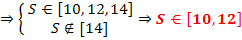 ⇒ { S ∈ [10, 12, 14]
S ∉ [14] ⇒ S ∈ [10, 12]